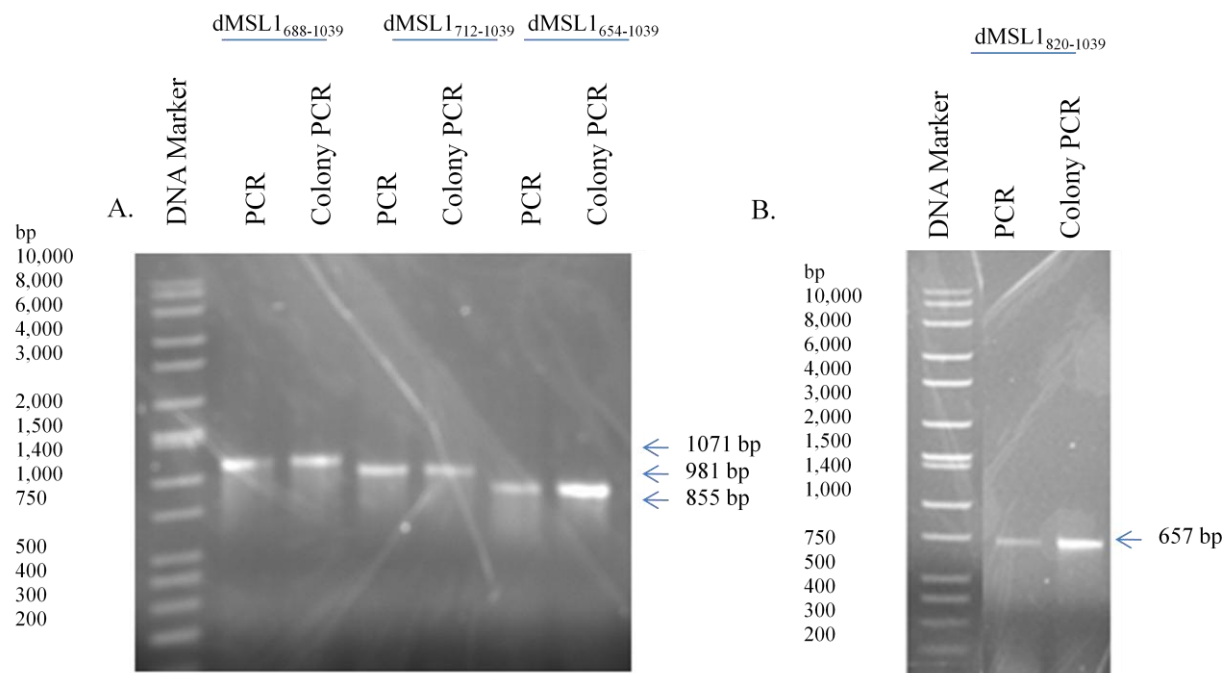 dMSL1₆₈₈₋₁₀₃₉
dMSL1₇₁₂₋₁₀₃₉
dMSL1₆₅₄₋₁₀₃₉
A.
DNA Marker
PCR
Colony PCR
PCR
Colony PCR
PCR
Colony PCR
bp
10,000
8,000
6,000
4,000
3,000
2,000
1,500
1,400
1,000
750
500
400
300
200
1071 bp
981 bp
855 bp
dMSL1₈₂₀₋₁₀₃₉
B.
DNA Marker
PCR
Colony PCR
bp
10,000
8,000
6,000
4,000
3,000
2,000
1,500
1,400
1,000
750
500
400
300
200
657 bp